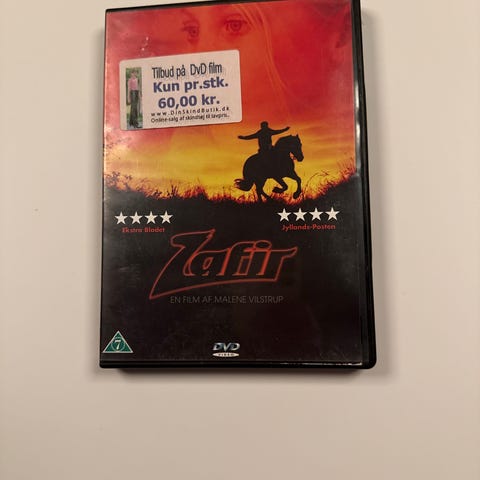 Tilbud på DvD film
Kun pr.stk.
60,00 kr.
www.DinSkindButik.dk
Online-salg af skindtøj til lavpris.
Ekstra Bladet
Jyllands-Posten
Zafir
EN FILM AF MALENE VILSTRUP
7
DVD
VIDEO